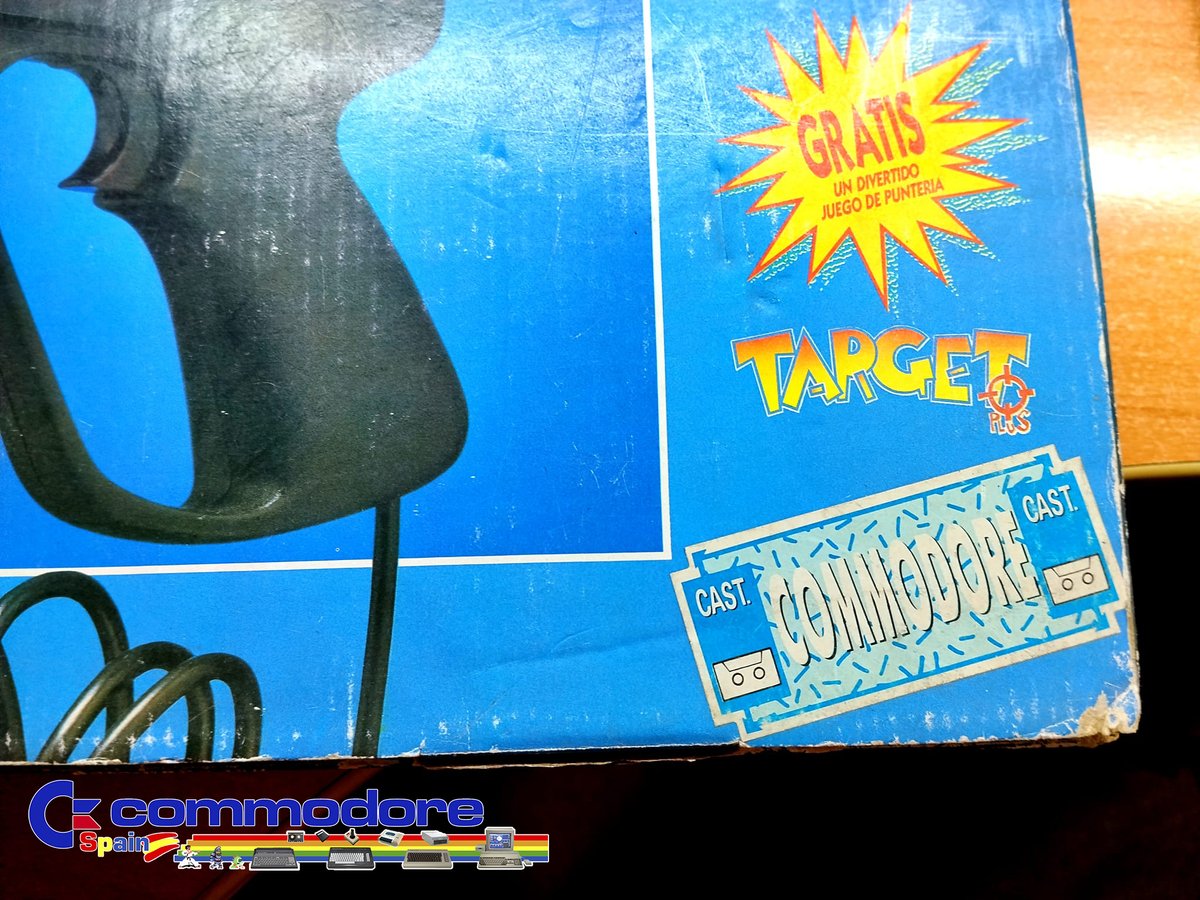 GRATIS
UN DIVERTIDO
JUEGO DE PUNTERIA
TARGET
PLUS
CAST.
COMMODORE
CAST.
commodore
Spain